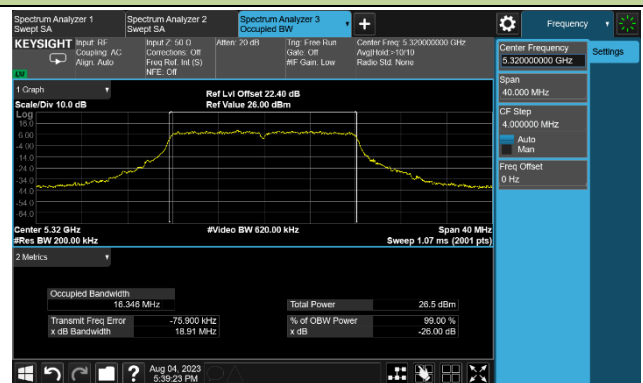 Spectrum Analyzer 1
Swept SA
Spectrum Analyzer 2
Swept SA
Spectrum Analyzer 3
Occupied BW
+
Frequency
KEYSIGHT
Input: RF
Coupling: AC
Align: Auto
Input Z: 50 Ω
Corrections: Off
Freq Ref: Int (S)
NFE: Off
Atten: 20 dB
Trig: Free Run
Gate: Off
#IF Gain: Low
Center Freq: 5.320000000 GHz
Avg|Hold:>10/10
Radio Std: None
1 Graph
Scale/Div 10.0 dB
Ref Lvl Offset 22.40 dB
Ref Value 26.00 dBm
Log
16.0
6.00
-4.00
-14.0
-24.0
-34.0
-44.0
-54.0
-64.0
Center 5.32 GHz
#Res BW 200.00 kHz
#Video BW 620.00 kHz
Span 40 MHz
Sweep 1.07 ms (2001 pts)
2 Metrics
Occupied Bandwidth
16.346 MHz
Total Power 26.5 dBm
Transmit Freq Error -75.900 kHz
% of OBW Power 99.00 %
x dB Bandwidth 18.91 MHz
x dB -26.00 dB
Center Frequency
5.320000000 GHz
Settings
Span
40.000 MHz
CF Step
4.000000 MHz
Auto
Man
Freq Offset
0 Hz
?
Aug 04, 2023
5:39:23 PM